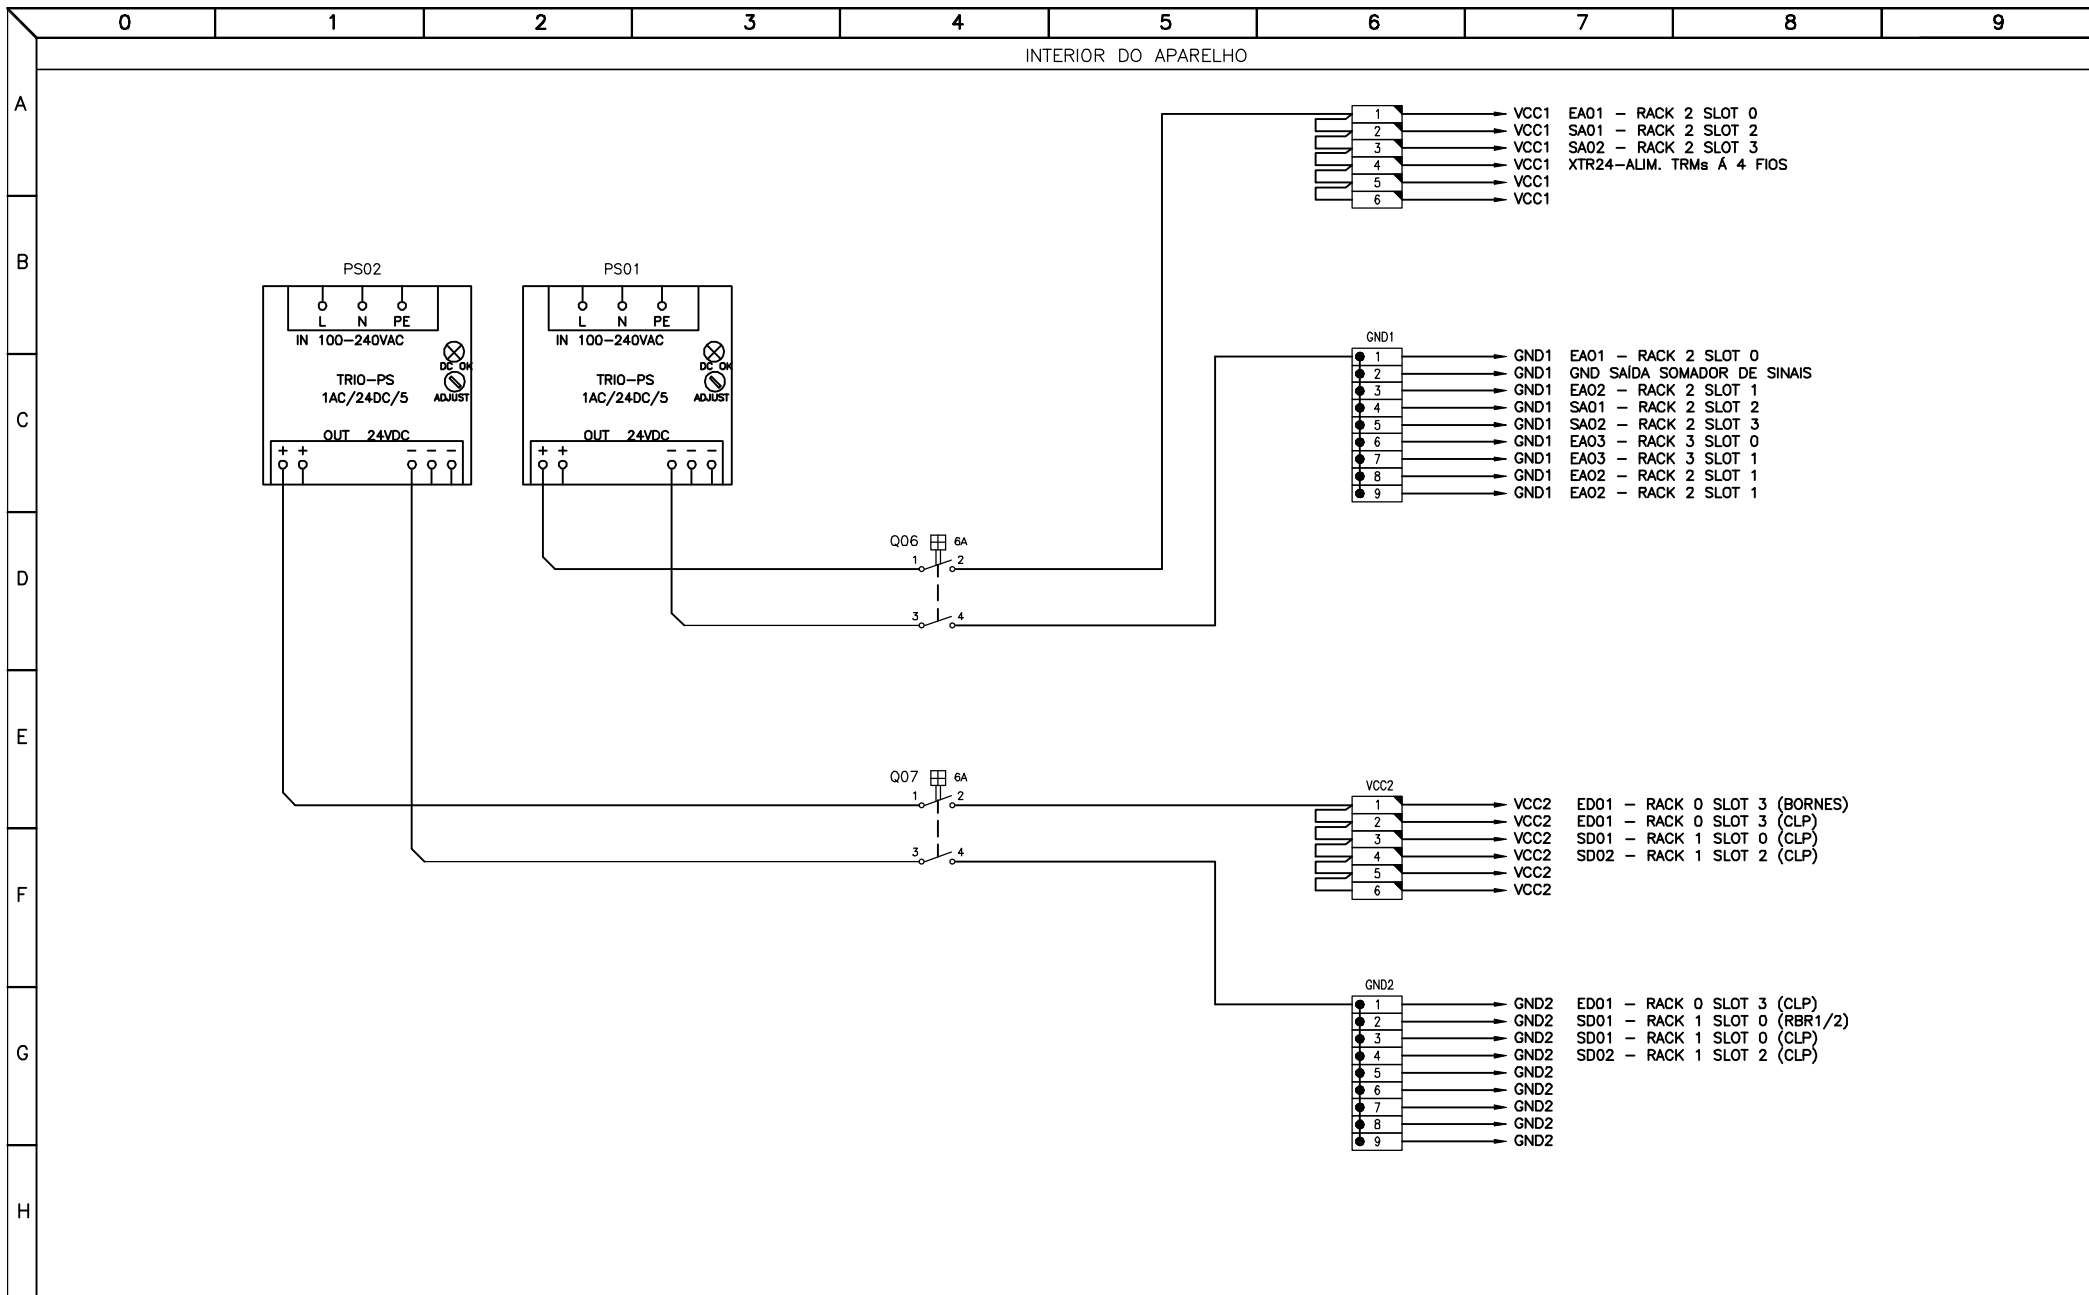 0 1 2 3 4 5 6 7 8 9
INTERIOR DO APARELHO
A
B
C
D
E
F
G
H
1 VCC1 EA01 - RACK 2 SLOT 0
2 VCC1 SA01 - RACK 2 SLOT 2
3 VCC1 SA02 - RACK 2 SLOT 3
4 VCC1 XTR24-ALIM. TRMs Á 4 FIOS
5 VCC1
6 VCC1
PS02
L N PE
IN 100-240VAC
DC OK
TRIO-PS
1AC/24DC/5
ADJUST
OUT 24VDC
+ + - - -
PS01
L N PE
IN 100-240VAC
DC OK
TRIO-PS
1AC/24DC/5
ADJUST
OUT 24VDC
+ + - - -
GND1
1 GND1 EA01 - RACK 2 SLOT 0
2 GND1 GND SAÍDA SOMADOR DE SINAIS
3 GND1 EA02 - RACK 2 SLOT 1
4 GND1 SA01 - RACK 2 SLOT 2
5 GND1 SA02 - RACK 2 SLOT 3
6 GND1 EA03 - RACK 3 SLOT 0
7 GND1 EA03 - RACK 3 SLOT 1
8 GND1 EA02 - RACK 2 SLOT 1
9 GND1 EA02 - RACK 2 SLOT 1
Q06 6A
1 2
3 4
Q07 6A
1 2
3 4
VCC2
1 VCC2 ED01 - RACK 0 SLOT 3 (BORNES)
2 VCC2 ED01 - RACK 0 SLOT 3 (CLP)
3 VCC2 SD01 - RACK 1 SLOT 0 (CLP)
4 VCC2 SD02 - RACK 1 SLOT 2 (CLP)
5 VCC2
6 VCC2
GND2
1 GND2 ED01 - RACK 0 SLOT 3 (CLP)
2 GND2 SD01 - RACK 1 SLOT 0 (RBR1/2)
3 GND2 SD01 - RACK 1 SLOT 0 (CLP)
4 GND2 SD02 - RACK 1 SLOT 2 (CLP)
5 GND2
6 GND2
7 GND2
8 GND2
9 GND2